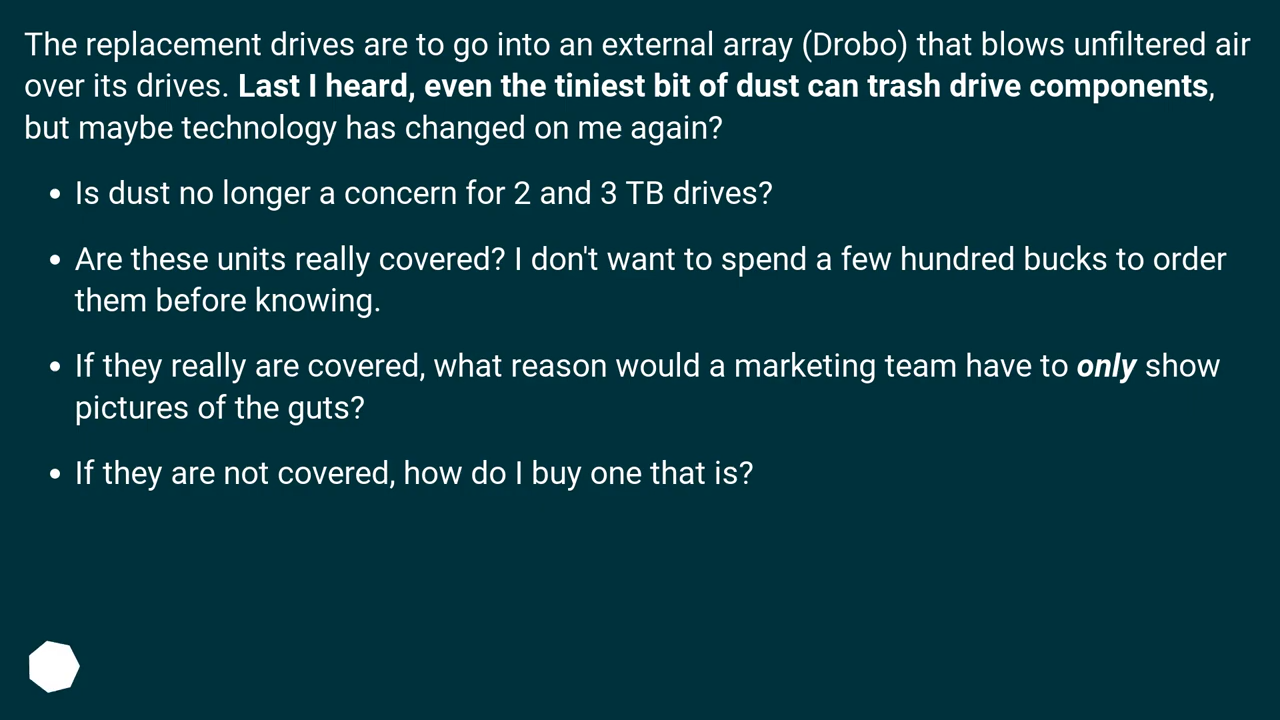 The replacement drives are to go into an external array (Drobo) that blows unfiltered air
over its drives. Last I heard, even the tiniest bit of dust can trash drive components,
but maybe technology has changed on me again?
• Is dust no longer a concern for 2 and 3 TB drives?
• Are these units really covered? I don't want to spend a few hundred bucks to order
them before knowing.
• If they really are covered, what reason would a marketing team have to only show
pictures of the guts?
• If they are not covered, how do I buy one that is?